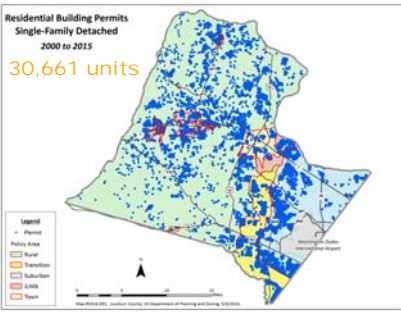 Residential Building Permits
Single-Family Detached
2000 to 2015
30,661 units
Washington Dulles
International Airport
Legend
Permit
Policy Area
Rural
Transition
Suburban
JLMA
Town
N
Miles